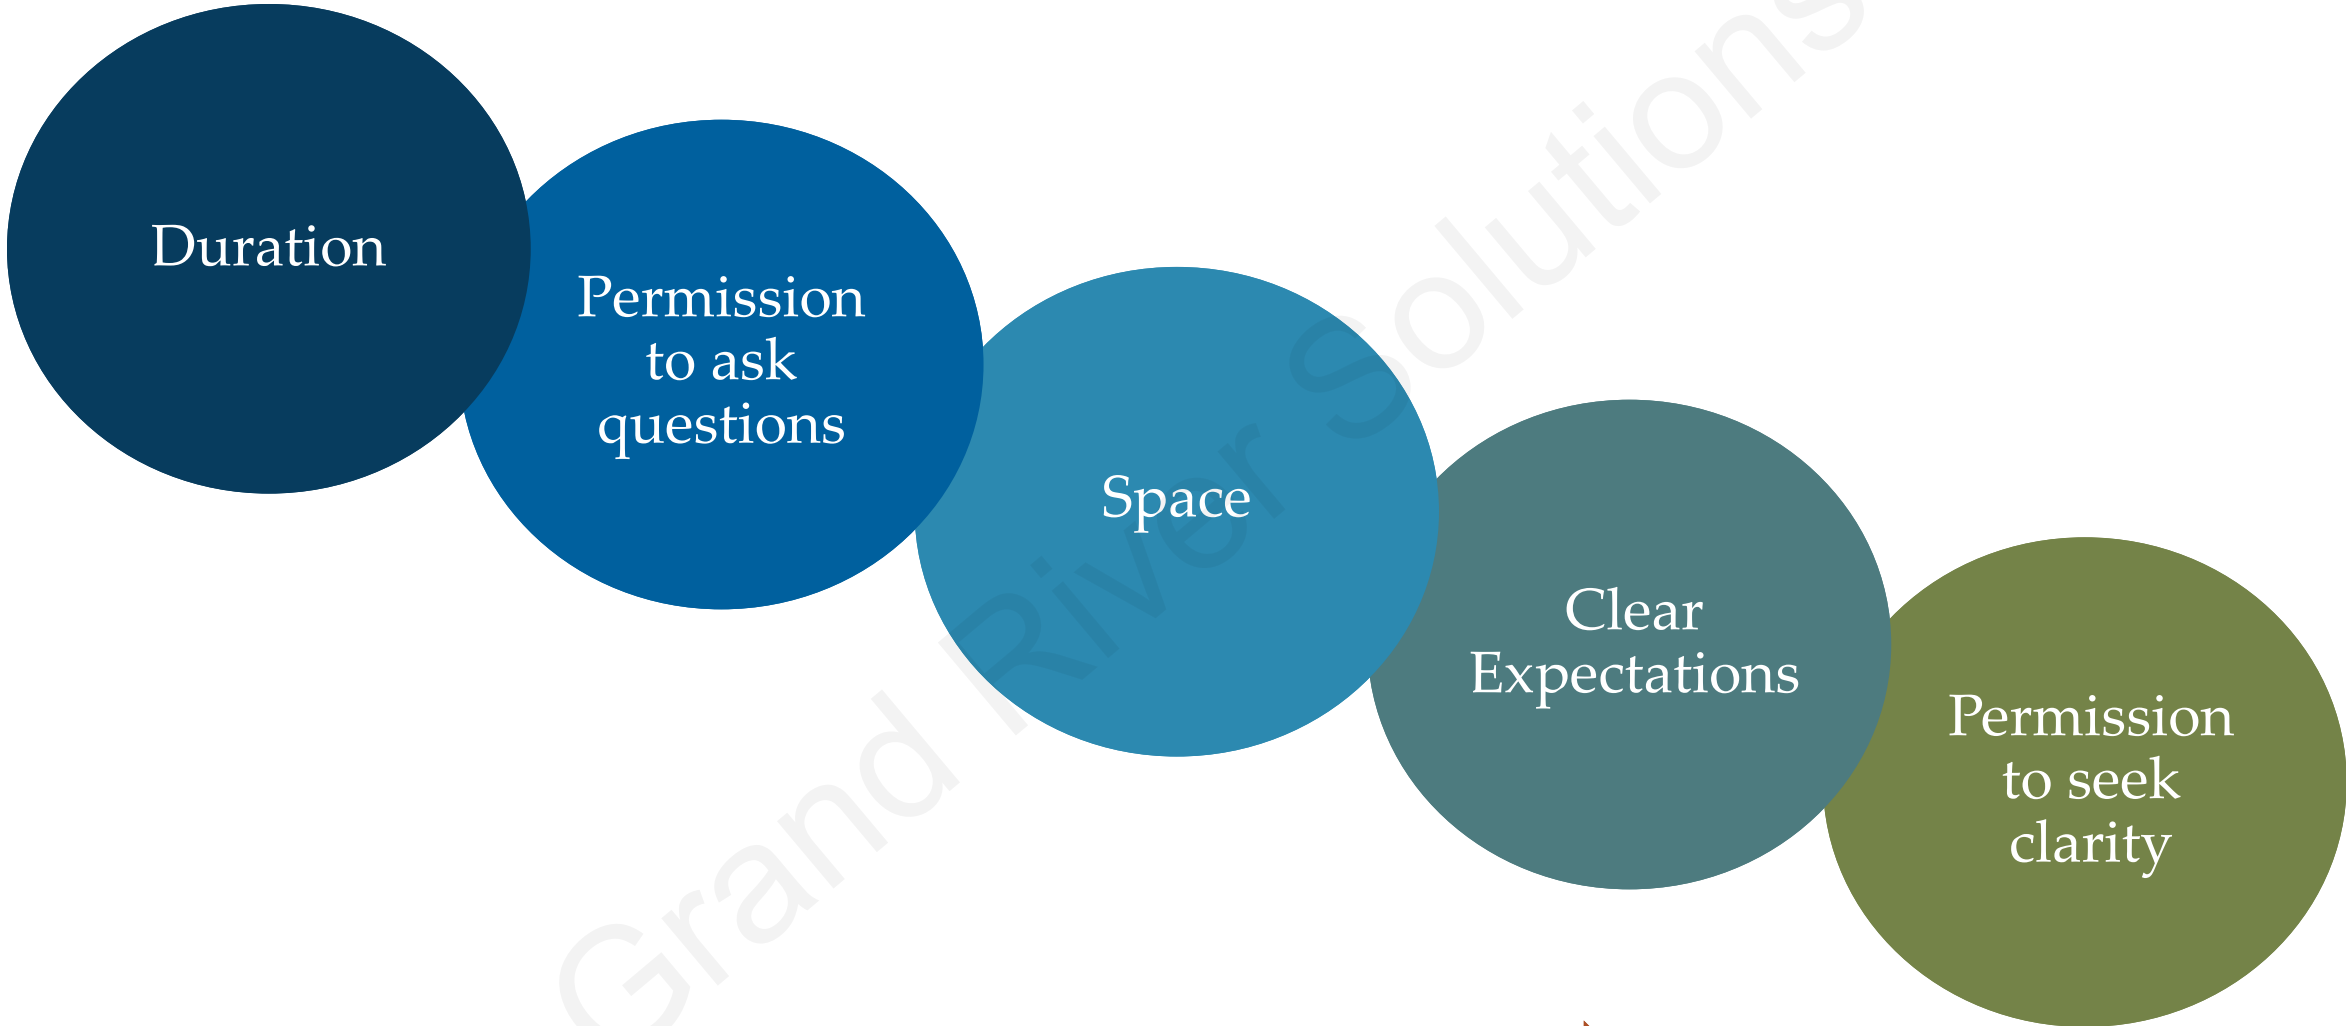 Duration
Permission
to ask
questions
Space
Clear
Expectations
Permission
to seek
clarity
Grand River Solutions